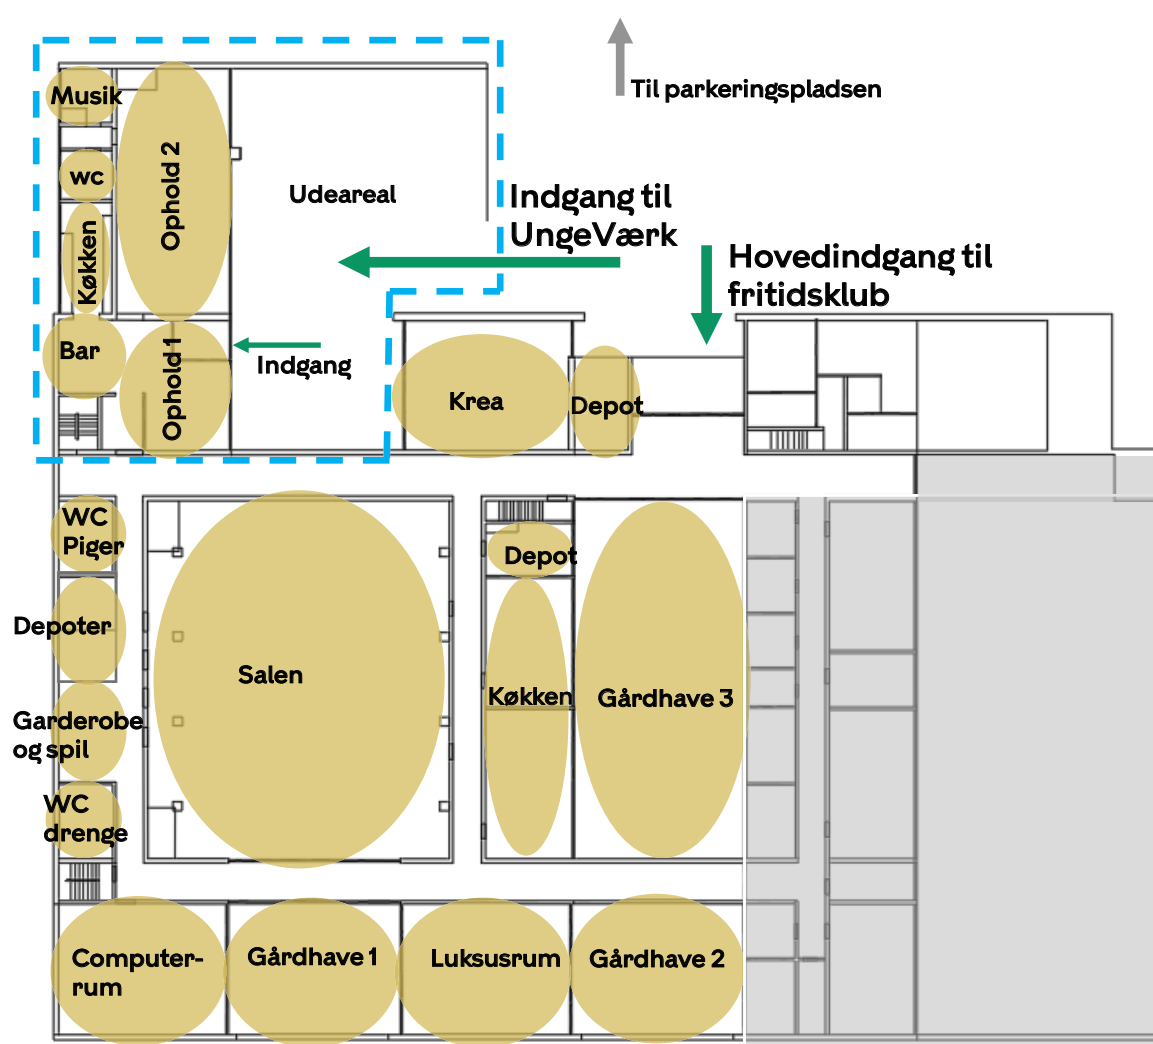 Til parkeringspladsen
Musik
Ophold 2
wc
Udeareal
Indgang til
UngeVærk
Køkken
Hovedindgang til
fritidsklub
Bar
Ophold 1
Indgang
Krea
Depot
WC
Piger
Depot
Depoter
Salen
Køkken
Gårdhave 3
Garderobe
og spil
WC
drenge
Computer-
rum
Gårdhave 1
Luksusrum
Gårdhave 2